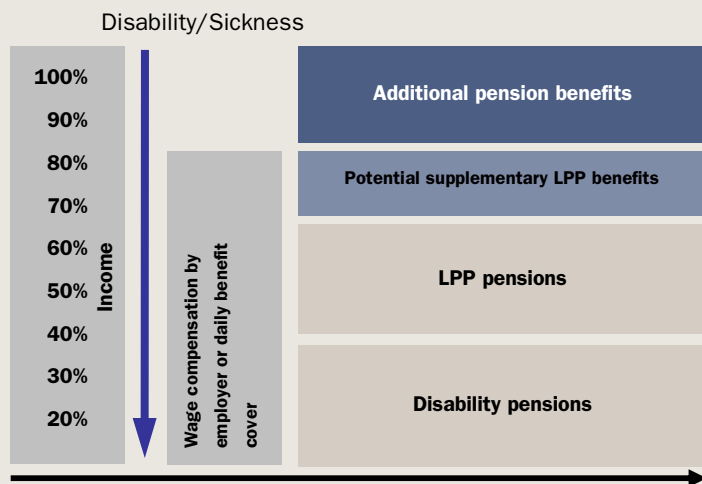 Disability/Sickness
100%
90%
80%
70%
60%
50%
40%
30%
20%
Income
Wage compensation by
employer or daily benefit
cover
Additional pension benefits
Potential supplementary LPP benefits
LPP pensions
Disability pensions